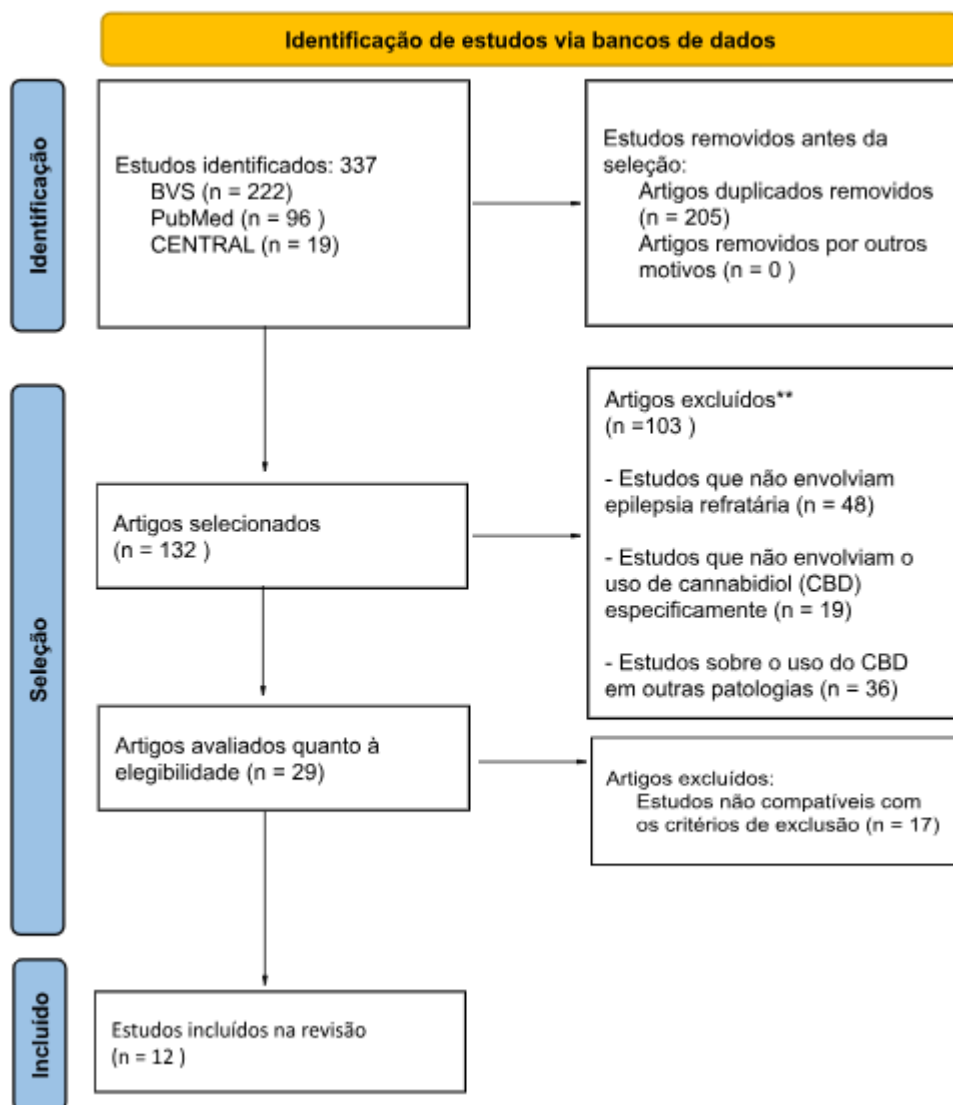 Identificação de estudos via bancos de dados
Identificação
Estudos identificados: 337
BVS (n = 222)
PubMed (n = 96 )
CENTRAL (n = 19)
Estudos removidos antes da
seleção:
Artigos duplicados removidos
(n = 205)
Artigos removidos por outros
motivos (n = 0 )
Seleção
Artigos selecionados
(n = 132 )
Artigos excluídos**
(n =103 )
- Estudos que não envolviam
epilepsia refratária (n = 48)
- Estudos que não envolviam o
uso de cannabidiol (CBD)
especificamente (n = 19)
- Estudos sobre o uso do CBD
em outras patologias (n = 36)
Artigos avaliados quanto à
elegibilidade (n = 29)
Artigos excluídos:
Estudos não compatíveis com
os critérios de exclusão (n = 17)
Incluído
Estudos incluídos na revisão
(n = 12 )